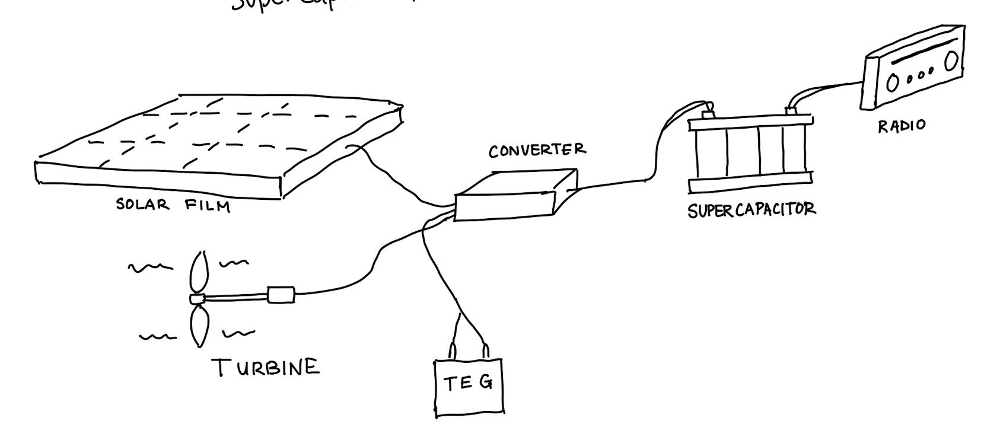 CONVERTER
RADIO
SOLAR FILM
SUPERCAPACITOR
TURBINE
TEG